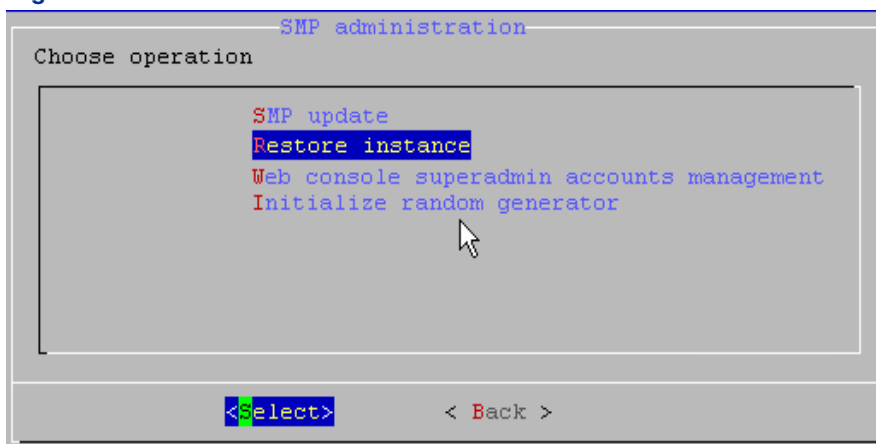 SMP administration
Choose operation
SMP update
Restore instance
Web console superadmin accounts management
Initialize random generator
<Select> < Back >